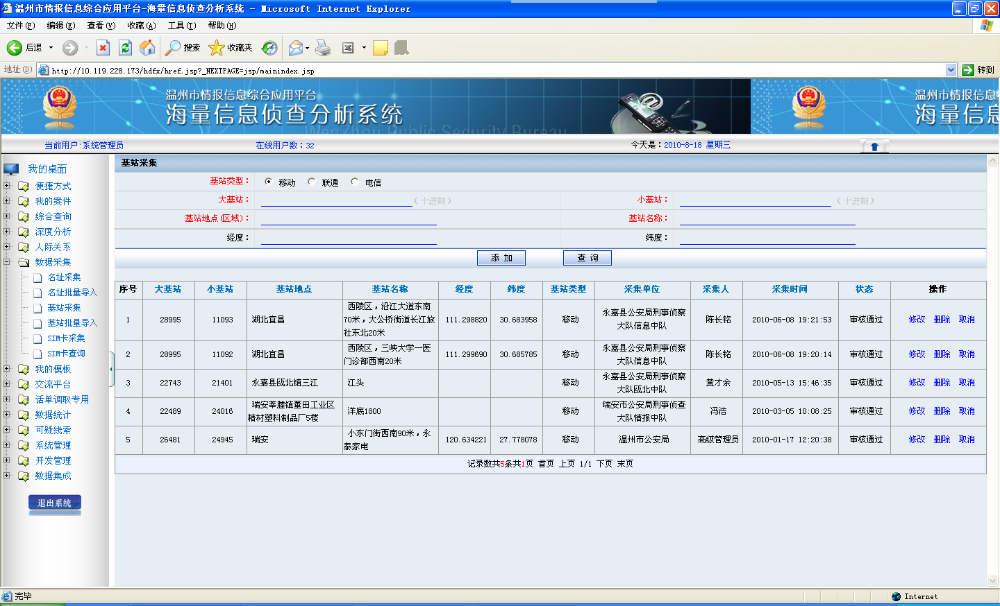 温州市情报信息综合应用平台-海量信息侦查分析系统 - Microsoft Internet Explorer
文件(F) 编辑(E) 查看(V) 收藏(A) 工具(T) 帮助(H)
后退 搜索 收藏夹
地址(D) http://10.119.228.173/hdfx/href.jsp?_NEXTPAGE=jsp/mainindex.jsp 转到
温州市情报信息综合应用平台 温州市情报信息
海量信息侦查分析系统 海量信息
WenZhou Public Security Bureau
当前用户:系统管理员 在线用户数：32 今天是：2010-8-18 星期三
我的桌面
便捷方式
我的案件
综合查询
深度分析
人际关系
数据采集
名址采集
名址批量导入
基站采集
基站批量导入
SIM卡采集
SIM卡查询
我的模板
交流平台
话单调取专用
数据统计
可疑线索
系统管理
开发管理
数据集成
退出系统
基站采集
基站类型： 移动 联通 电信
大基站： (十进制) 小基站： (十进制)
基站地点(区域)： 基站名称：
经度： 纬度：
添 加 查 询
序号 大基站 小基站 基站地点 基站名称 经度 纬度 基站类型 采集单位 采集人 采集时间 状态 操作
1 28995 11093 湖北宜昌 西陵区，沿江大道东南70米，大公桥街道长江旅社东北20米 111.298820 30.683958 移动 永嘉县公安局刑事侦察大队信息中队 陈长铭 2010-06-08 19:21:53 审核通过 修改 删除 取消
2 28995 11092 湖北宜昌 西陵区，三峡大学一医门诊部西南20米 111.299690 30.685785 移动 永嘉县公安局刑事侦察大队信息中队 陈长铭 2010-06-08 19:20:14 审核通过 修改 删除 取消
3 22743 21401 永嘉县瓯北镇三江 江头 移动 永嘉县公安局刑事侦察大队瓯北中队 黄才余 2010-05-13 15:46:35 审核通过 修改 删除 取消
4 22489 24016 瑞安莘塍镇董田工业区精材塑料制品厂5楼 洋底1800 移动 瑞安市公安局刑事侦查大队情报中队 冯浩 2010-03-05 10:08:25 审核通过 修改 删除 取消
5 26481 24945 瑞安 小东门街西南90米，永泰家电 120.634221 27.778078 移动 温州市公安局 高级管理员 2010-01-17 12:20:38 审核通过 修改 删除 取消
记录数共5条共1页 首页 上页 1/1 下页 末页
完毕 Internet